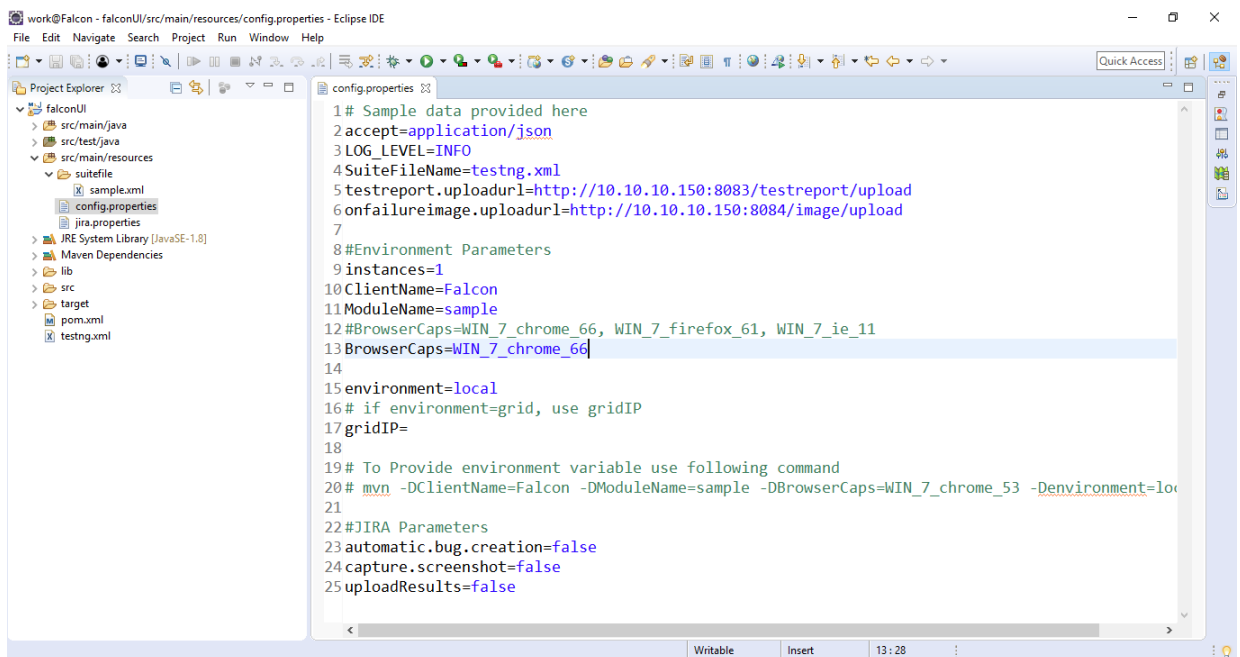 work@Falcon - falconUI/src/main/resources/config.properties - Eclipse IDE
File Edit Navigate Search Project Run Window Help
Quick Access
Project Explorer
config.properties
falconUI
src/main/java
src/test/java
src/main/resources
suitefile
sample.xml
config.properties
jira.properties
JRE System Library [JavaSE-1.8]
Maven Dependencies
lib
src
target
pom.xml
testng.xml
1 # Sample data provided here
2 accept=application/json
3 LOG_LEVEL=INFO
4 SuiteFileName=testng.xml
5 testreport.uploadurl=http://10.10.10.150:8083/testreport/upload
6 onfailureimage.uploadurl=http://10.10.10.150:8084/image/upload
7
8 #Environment Parameters
9 instances=1
10 ClientName=Falcon
11 ModuleName=sample
12 #BrowserCaps=WIN_7_chrome_66, WIN_7_firefox_61, WIN_7_ie_11
13 BrowserCaps=WIN_7_chrome_66
14
15 environment=local
16 # if environment=grid, use gridIP
17 gridIP=
18
19 # To Provide environment variable use following command
20 # mvn -DClientName=Falcon -DModuleName=sample -DBrowserCaps=WIN_7_chrome_53 -Denvironment=loc
21
22 #JIRA Parameters
23 automatic.bug.creation=false
24 capture.screenshot=false
25 uploadResults=false
Writable Insert 13 : 28